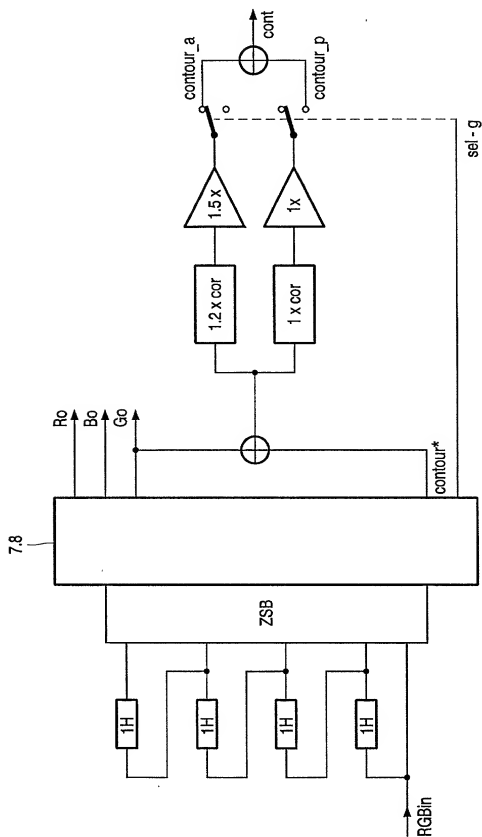 RGBin
1H
1H
1H
1H
ZSB
7.8
Ro
Bo
Go
contour*
sel - g
1.2 x cor
1 x cor
1.5 x
1x
contour_a
contour_p
cont